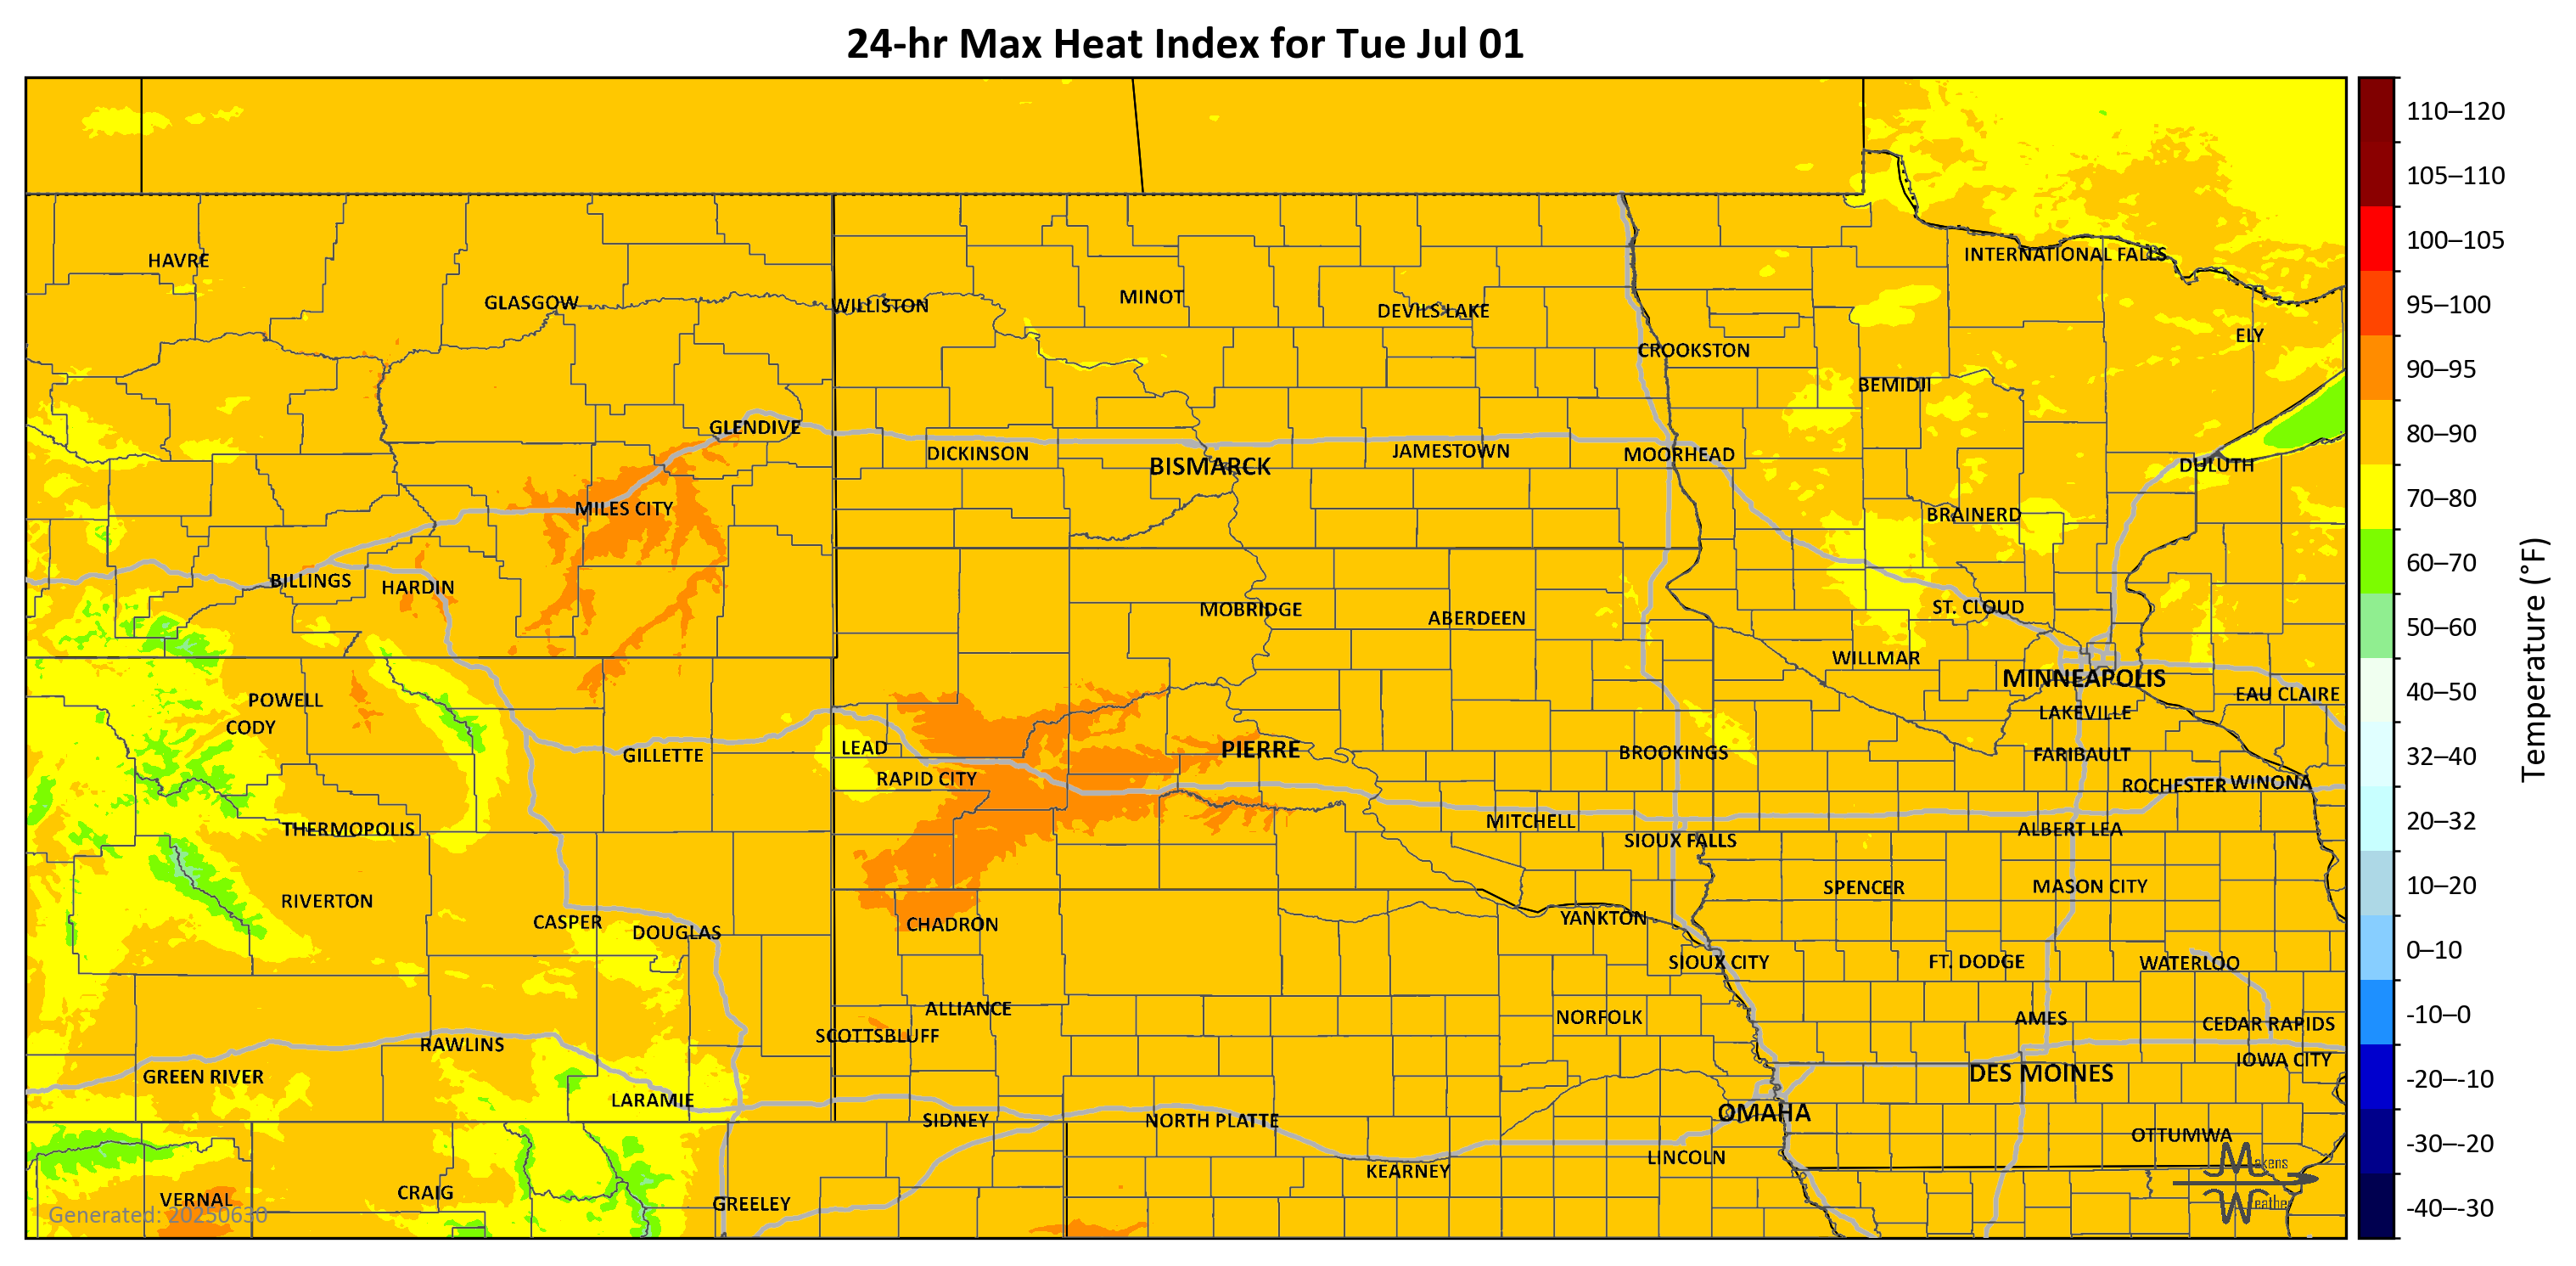 24-hr Max Heat Index for Tue Jul 01
110–120
105–110
100–105
95–100
90–95
80–90
70–80
60–70
50–60
40–50
32–40
20–32
10–20
0–10
-10–0
-20–-10
-30–-20
-40–-30
Temperature (°F)
HAVRE
INTERNATIONAL FALLS
GLASGOW
WILLISTON
MINOT
DEVILS LAKE
ELY
CROOKSTON
BEMIDJI
GLENDIVE
DICKINSON
BISMARCK
JAMESTOWN
MOORHEAD
DULUTH
MILES CITY
BRAINERD
BILLINGS
HARDIN
MOBRIDGE
ABERDEEN
ST. CLOUD
WILLMAR
MINNEAPOLIS
EAU CLAIRE
POWELL
CODY
LAKEVILLE
GILLETTE
LEAD
PIERRE
BROOKINGS
FARIBAULT
RAPID CITY
ROCHESTER
WINONA
THERMOPOLIS
MITCHELL
SIOUX FALLS
ALBERT LEA
RIVERTON
SPENCER
MASON CITY
CASPER
DOUGLAS
CHADRON
YANKTON
SIOUX CITY
FT. DODGE
WATERLOO
ALLIANCE
NORFOLK
AMES
CEDAR RAPIDS
SCOTTSBLUFF
RAWLINS
IOWA CITY
GREEN RIVER
DES MOINES
LARAMIE
SIDNEY
NORTH PLATTE
OMAHA
OTTUMWA
LINCOLN
KEARNEY
VERNAL
CRAIG
GREELEY
Generated: 20250630
Makens
Weather